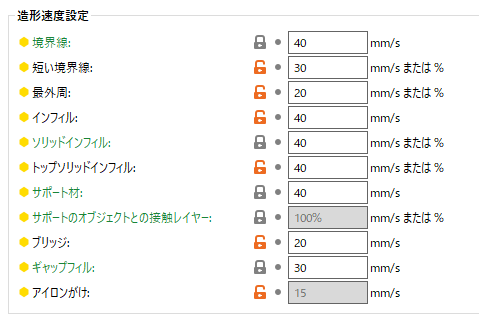 造形速度設定
境界線: 40 mm/s
短い境界線: 30 mm/s または %
最外周: 20 mm/s または %
インフィル: 40 mm/s
ソリッドインフィル: 40 mm/s または %
トップソリッドインフィル: 40 mm/s または %
サポート材: 40 mm/s
サポートのオブジェクトとの接触レイヤー: 100% mm/s または %
ブリッジ: 20 mm/s
ギャップフィル: 30 mm/s
アイロンがけ: 15 mm/s